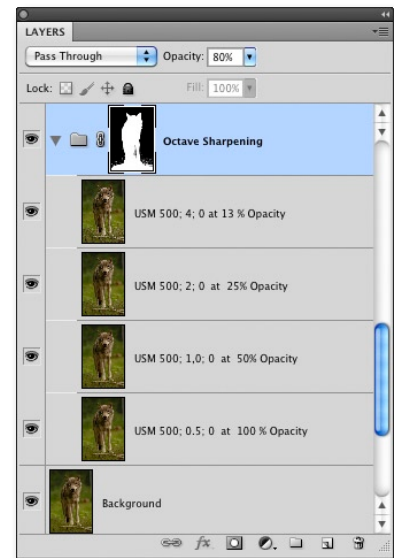 LAYERS
Pass Through Opacity: 80%
Lock: Fill: 100%
Octave Sharpening
USM 500; 4; 0 at 13 % Opacity
USM 500; 2; 0 at 25% Opacity
USM 500; 1,0; 0 at 50% Opacity
USM 500; 0.5; 0 at 100 % Opacity
Background
fx